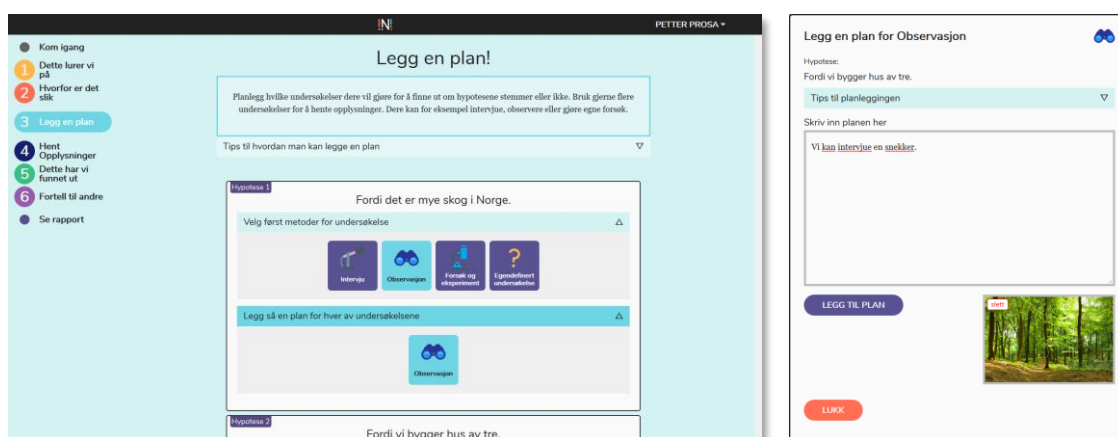 !N!
PETTER PROSA
Kom igang
1 Dette lurer vi
på
2 Hvorfor er det
slik
3 Legg en plan
4 Hent
Opplysninger
5 Dette har vi
funnet ut
6 Fortell til andre
Se rapport
Legg en plan!
Planlegg hvilke undersøkelser dere vil gjøre for å finne ut om hypotesene stemmer eller ikke. Bruk gjerne flere
undersøkelser for å hente opplysninger. Dere kan for eksempel intervjue, observere eller gjøre egne forsøk.
Tips til hvordan man kan legge en plan
Hypotese 1
Fordi det er mye skog i Norge.
Velg først metoder for undersøkelse
Intervju
Observasjon
Forsøk og
eksperiment
?
Egendefinert
undersøkelse
Legg så en plan for hver av undersøkelsene
Observasjon
Hypotese 2
Fordi vi bygger hus av tre.
Legg en plan for Observasjon
Hypotese:
Fordi vi bygger hus av tre.
Tips til planleggingen
Skriv inn planen her
Vi kan intervjue en snekker.
LEGG TIL PLAN
slett
LUKK